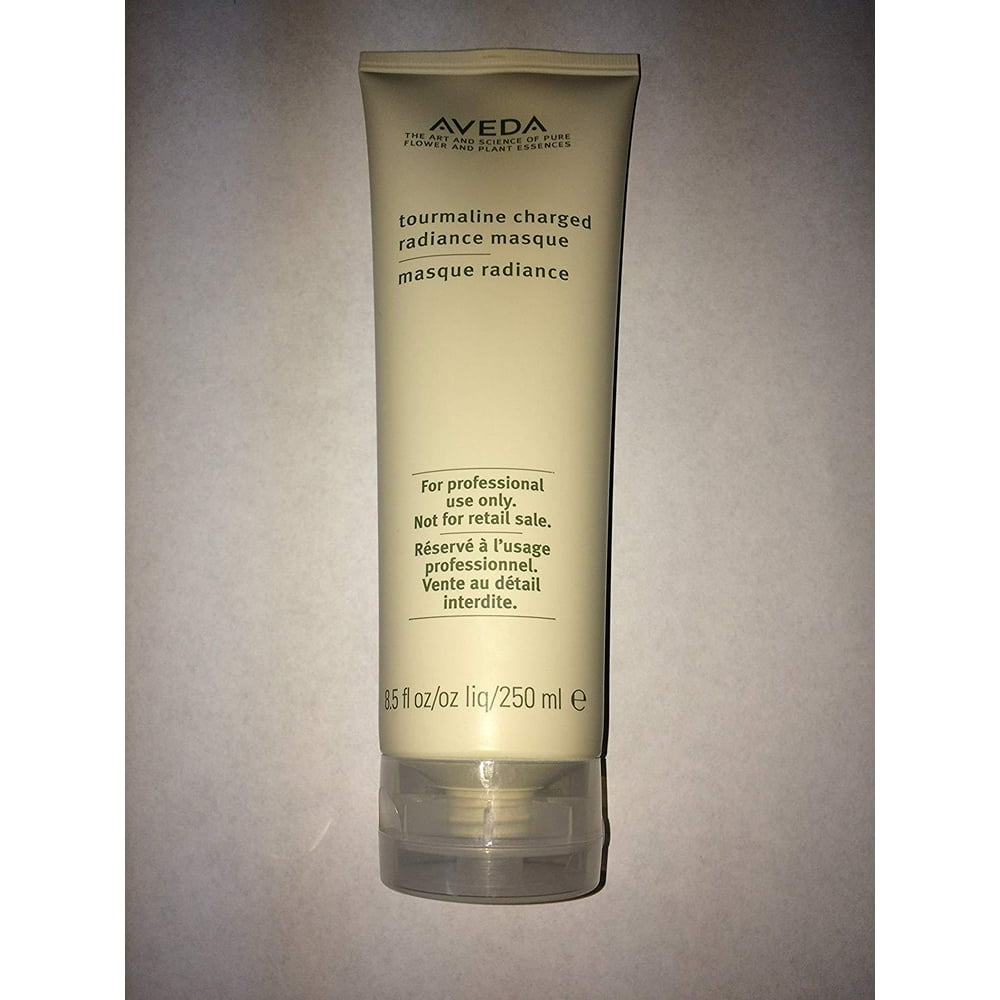 AVEDA
THE ART AND SCIENCE OF PURE
FLOWER AND PLANT ESSENCES
tourmaline charged
radiance masque
masque radiance
For professional
use only.
Not for retail sale.
Réservé à l'usage
professionnel.
Vente au détail
interdite.
8.5 fl oz/oz liq/250 ml ℮